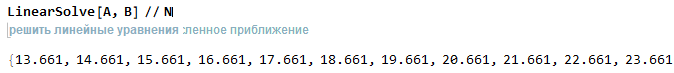 LinearSolve[A, B] // N
решить линейные уравнения :ленное приближение
{13.661, 14.661, 15.661, 16.661, 17.661, 18.661, 19.661, 20.661, 21.661, 22.661, 23.661